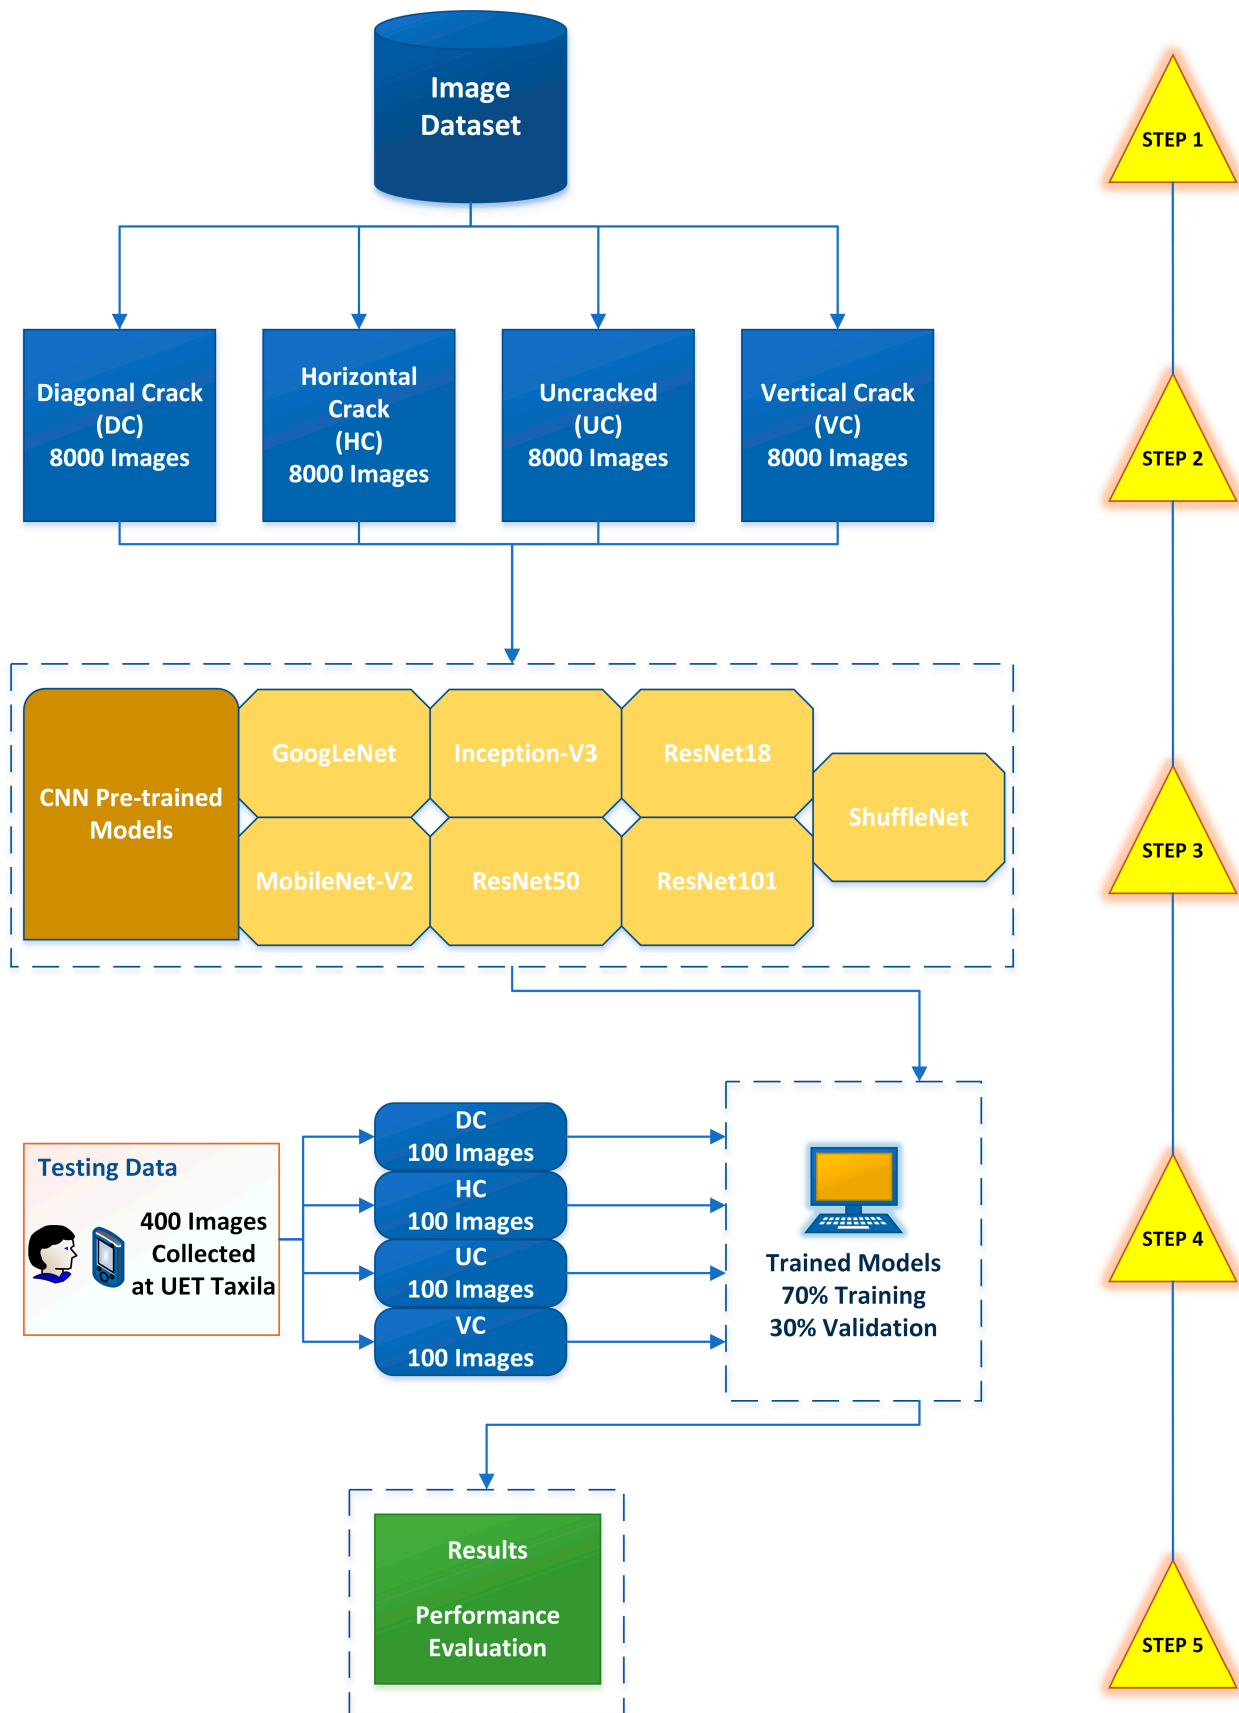 Image
Dataset
STEP 1
Diagonal Crack
(DC)
8000 Images
Horizontal
Crack
(HC)
8000 Images
Uncracked
(UC)
8000 Images
Vertical Crack
(VC)
8000 Images
STEP 2
CNN Pre-trained
Models
GoogLeNet
Inception-V3
ResNet18
MobileNet-V2
ResNet50
ResNet101
ShuffleNet
STEP 3
Testing Data
400 Images
Collected
at UET Taxila
DC
100 Images
HC
100 Images
UC
100 Images
VC
100 Images
Trained Models
70% Training
30% Validation
STEP 4
Results
Performance
Evaluation
STEP 5